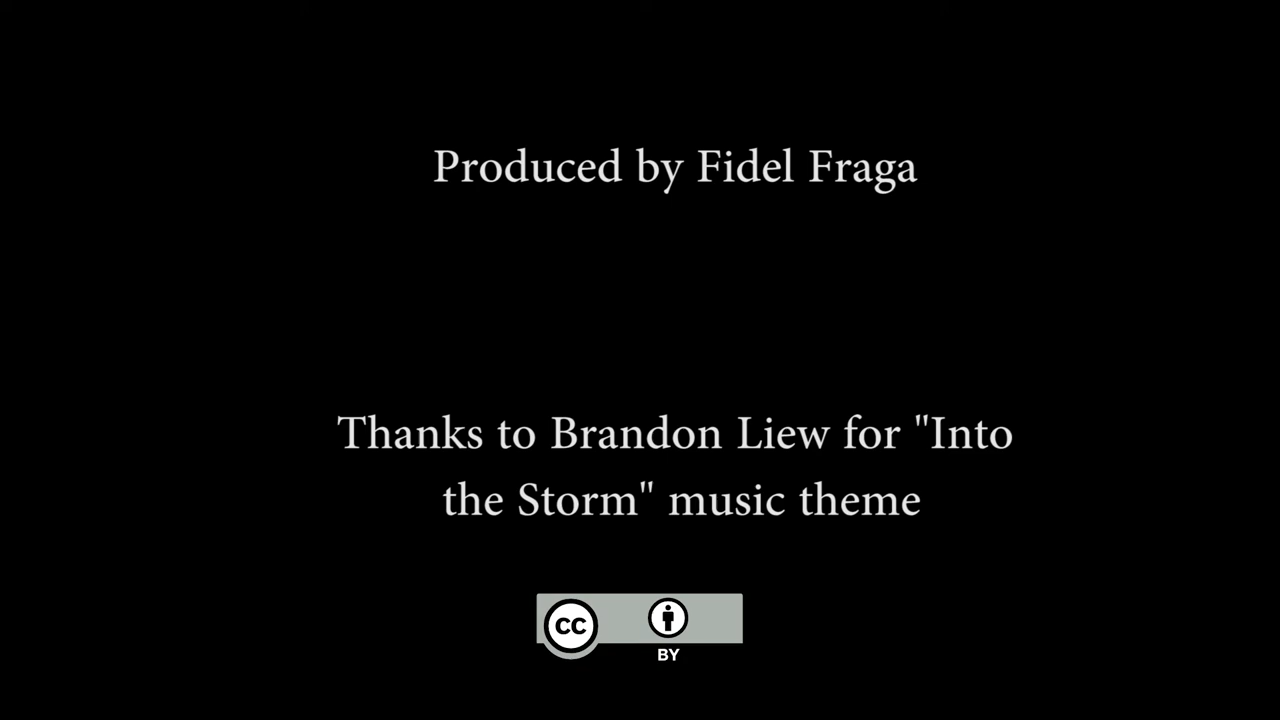 Produced by Fidel Fraga
Thanks to Brandon Liew for "Into
the Storm" music theme
CC
BY